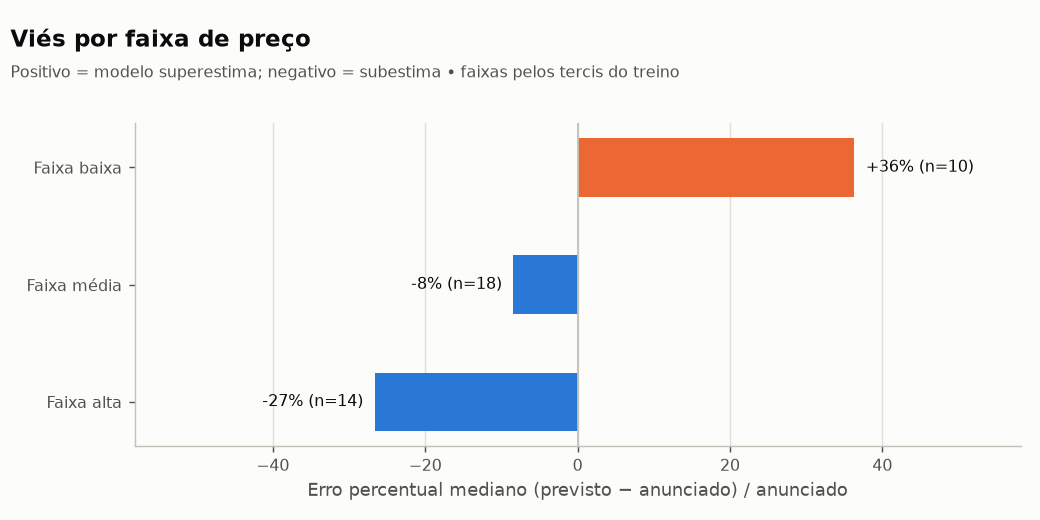 Viés por faixa de preço
Positivo = modelo superestima; negativo = subestima • faixas pelos tercis do treino
Faixa baixa
+36% (n=10)
Faixa média
-8% (n=18)
Faixa alta
-27% (n=14)
−40
−20
0
20
40
Erro percentual mediano (previsto − anunciado) / anunciado